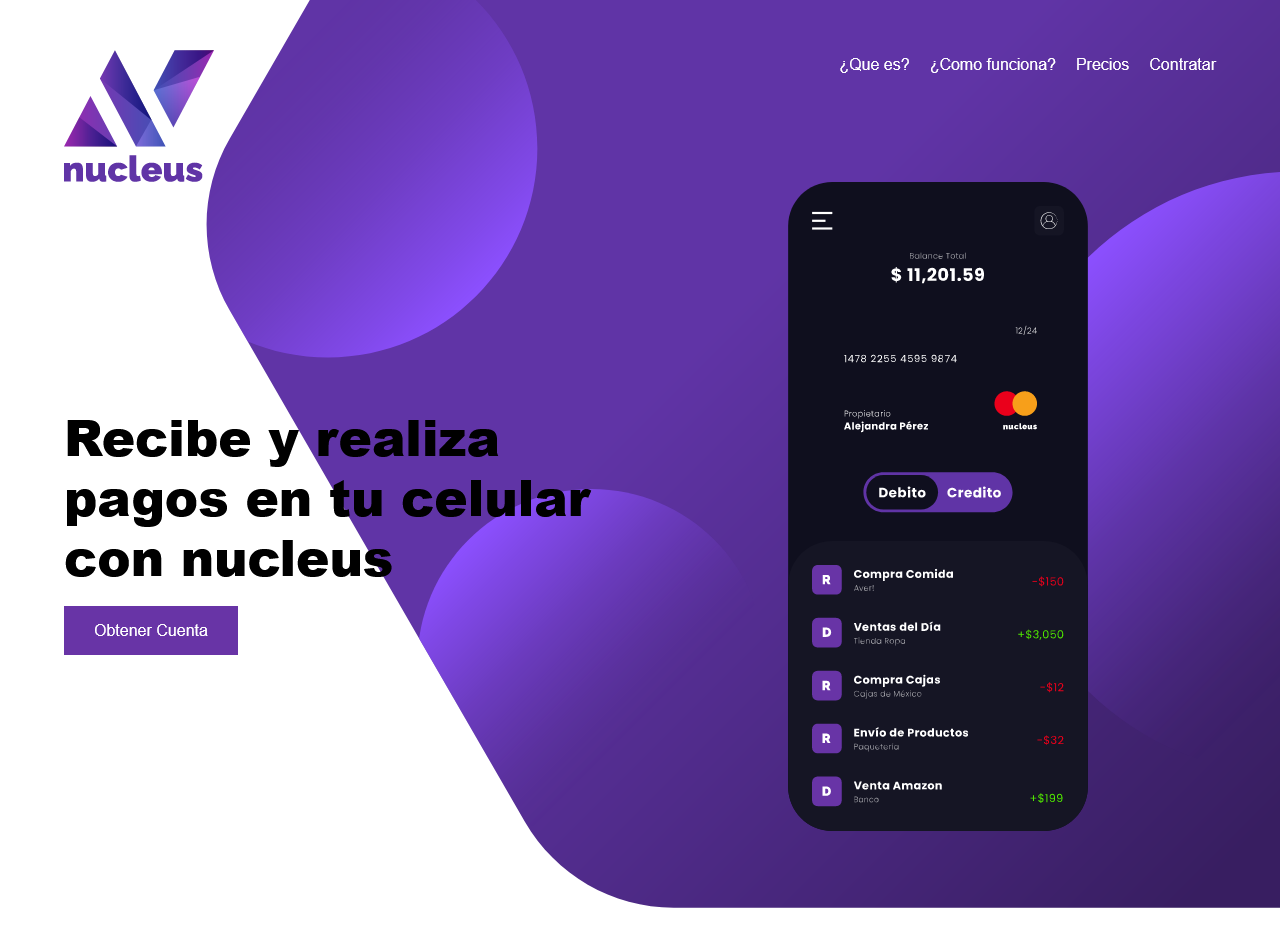 nucleus
¿Que es? ¿Como funciona? Precios Contratar
Recibe y realiza
pagos en tu celular
con nucleus
Obtener Cuenta
Balance Total
$ 11,201.59
12/24
1478 2255 4595 9874
Propietario
Alejandra Pérez
nucleus
Debito Credito
R Compra Comida -$150
Avert
D Ventas del Día +$3,050
Tienda Ropa
R Compra Cajas -$12
Cajas de México
R Envío de Productos -$32
Paqueteria
D Venta Amazon +$199
Banco